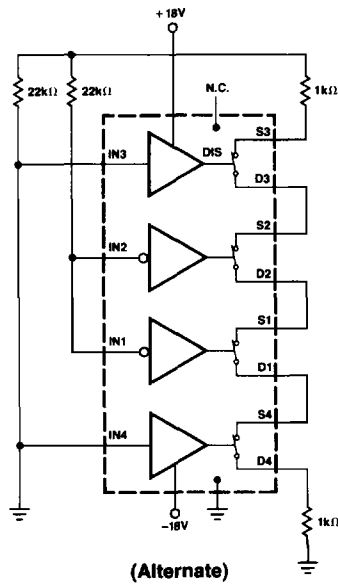 +18V
22kΩ 22kΩ
N.C.
1kΩ
S3
IN3
DIS
D3
S2
IN2
D2
S1
IN1
D1
S4
IN4
D4
-18V
1kΩ
(Alternate)